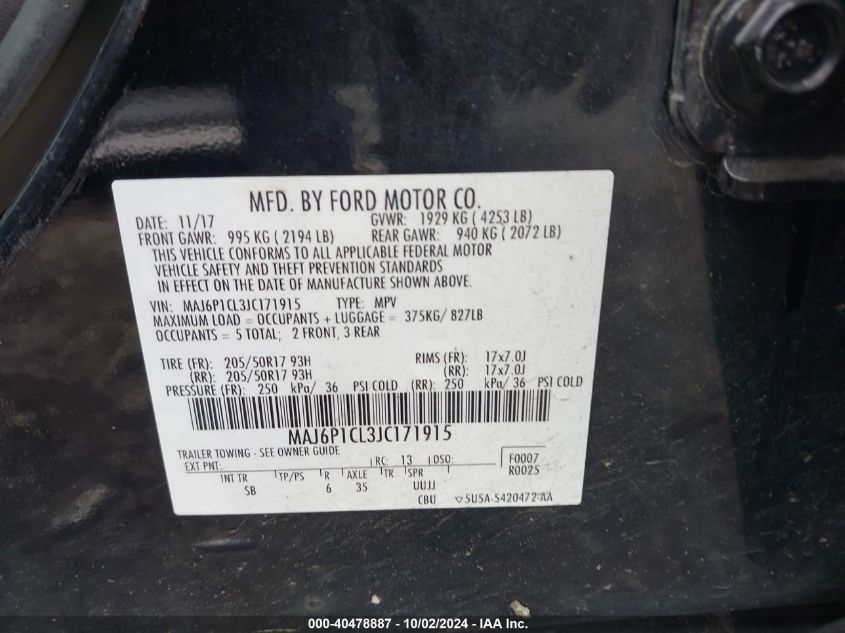 MFD. BY FORD MOTOR CO.
DATE: 11/17 GVWR: 1929 KG ( 4253 LB)
FRONT GAWR: 995 KG ( 2194 LB) REAR GAWR: 940 KG ( 2072 LB)
THIS VEHICLE CONFORMS TO ALL APPLICABLE FEDERAL MOTOR
VEHICLE SAFETY AND THEFT PREVENTION STANDARDS
IN EFFECT ON THE DATE OF MANUFACTURE SHOWN ABOVE.
VIN: MAJ6P1CL3JC171915 TYPE: MPV
MAXIMUM LOAD = OCCUPANTS + LUGGAGE = 375KG/ 827LB
OCCUPANTS = 5 TOTAL; 2 FRONT, 3 REAR
TIRE (FR): 205/50R17 93H RIMS (FR): 17x7.0J
(RR): 205/50R17 93H (RR): 17x7.0J
PRESSURE (FR): 250 kPa/ 36 PSI COLD (RR): 250 kPa/ 36 PSI COLD
MAJ6P1CL3JC171915
TRAILER TOWING - SEE OWNER GUIDE
EXT PNT: RC: 13 DSO: F0007
R0025
INT TR TP/PS R AXLE TR SPR
SB 6 35 UUJJ
CBU 5U5A-5420472-AA
000-40478887 - 10/02/2024 - IAA Inc.